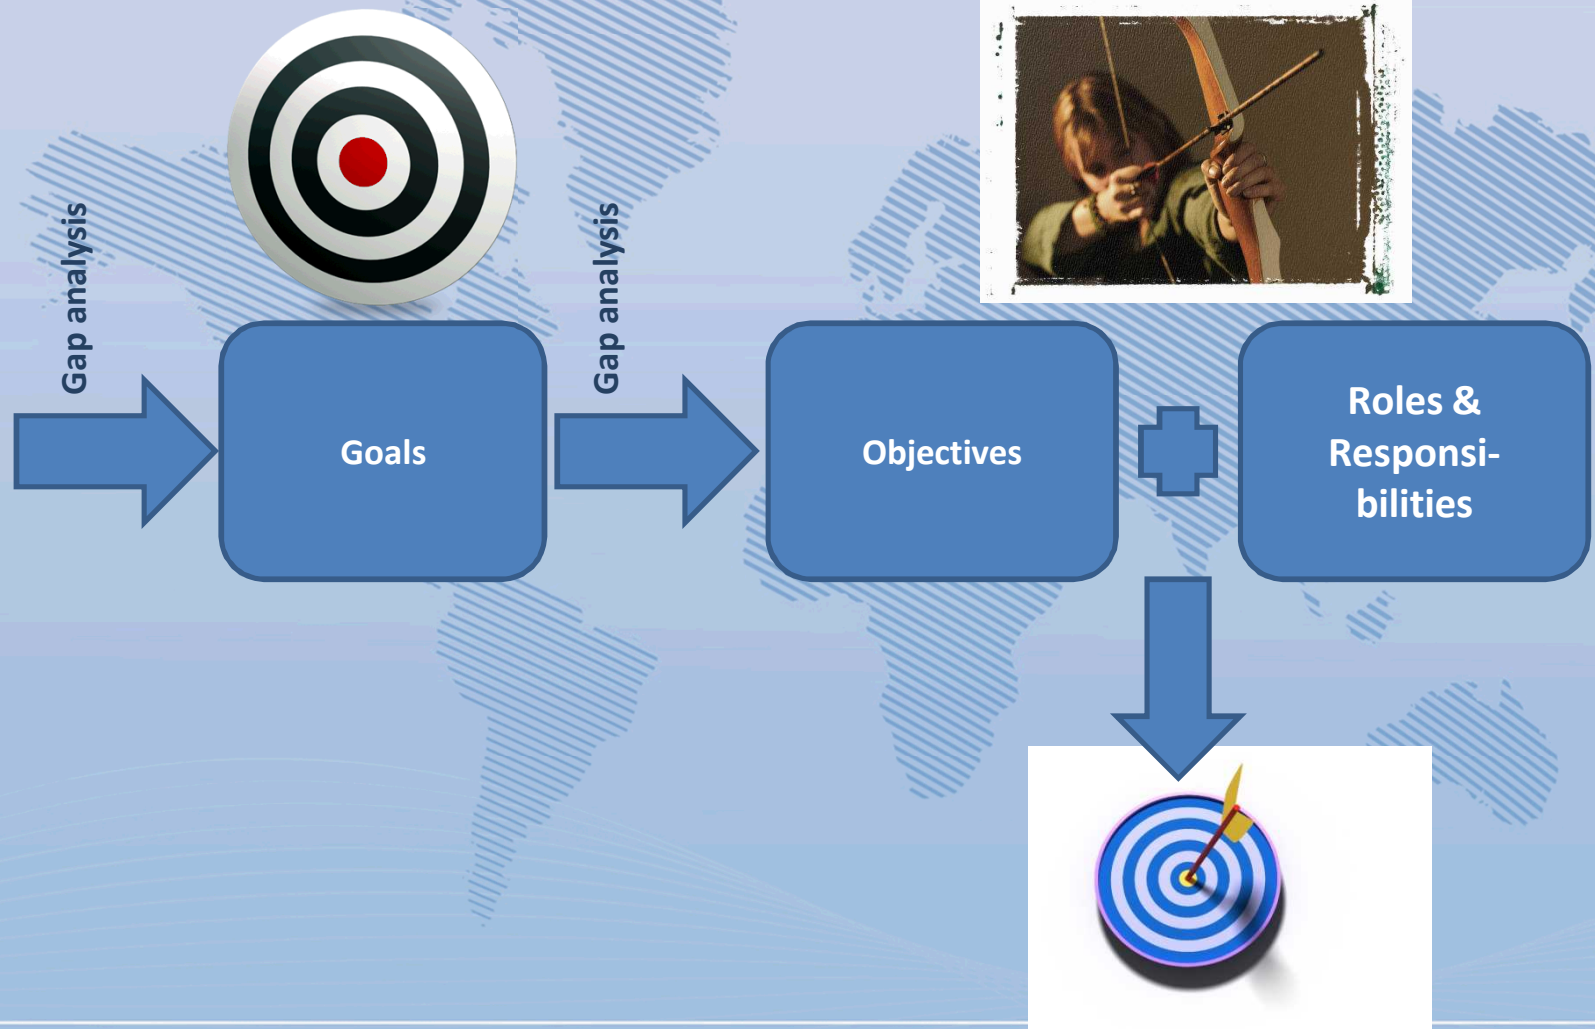 Gap analysis
Goals
Gap analysis
Objectives
Roles &
Responsi-
bilities